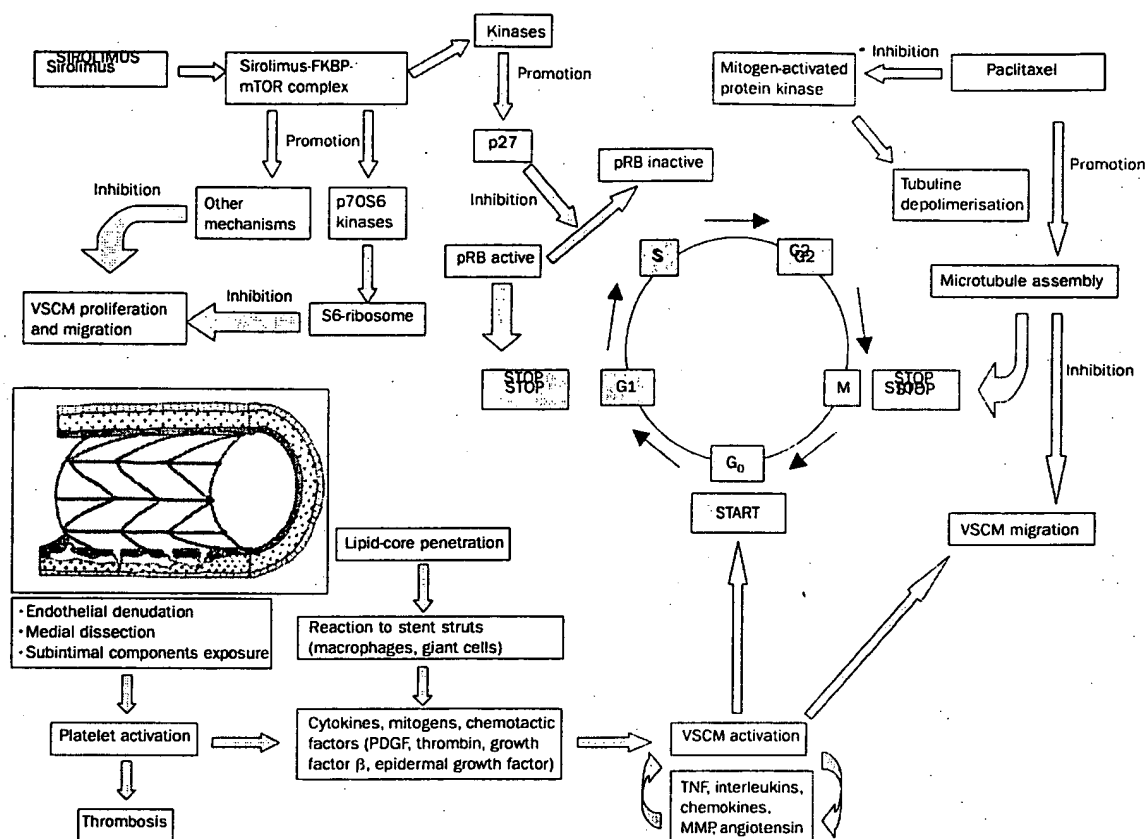 SIROLIMUS
Sirolimus
Sirolimus-FKBP-
mTOR complex
Kinases
Promotion
Promotion
p27
Inhibition
pRB inactive
pRB active
STOP
STOP
Inhibition
Other
mechanisms
p70S6
kinases
Inhibition
VSCM proliferation
and migration
S6-ribosome
Inhibition
Mitogen-activated
protein kinase
Paclitaxel
Tubuline
depolimerisation
Promotion
Microtubule assembly
Inhibition
S
G2
G2
G1
M
STOP
STOP
G0
START
VSCM migration
• Endothelial denudation
• Medial dissection
• Subintimal components exposure
Lipid-core penetration
Reaction to stent struts
(macrophages, giant cells)
Platelet activation
Cytokines, mitogens, chemotactic
factors (PDGF, thrombin, growth
factor β, epidermal growth factor)
VSCM activation
Thrombosis
TNF, interleukins,
chemokines,
MMP, angiotensin